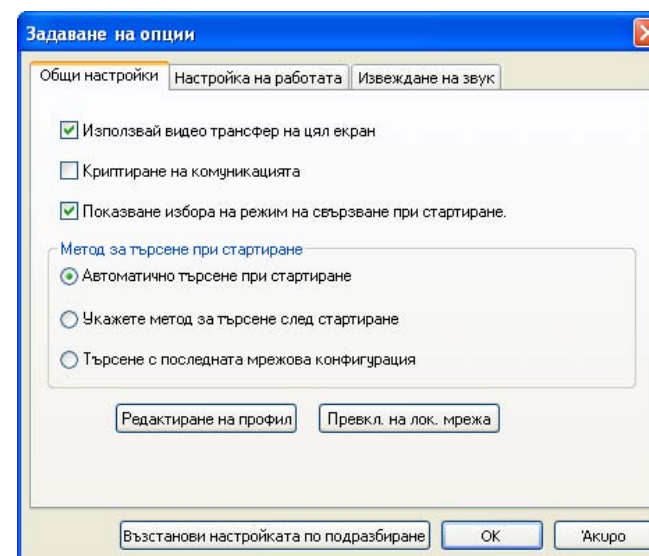 Задаване на опции
Общи настройки Настройка на работата Извеждане на звук
Използвай видео трансфер на цял екран
Криптиране на комуникацията
Показване избора на режим на свързване при стартиране.
Метод за търсене при стартиране
Автоматично търсене при стартиране
Укажете метод за търсене след стартиране
Търсене с последната мрежова конфигурация
Редактиране на профил Превкл. на лок. мрежа
Възстанови настройката по подразбиране OK 'Акиро